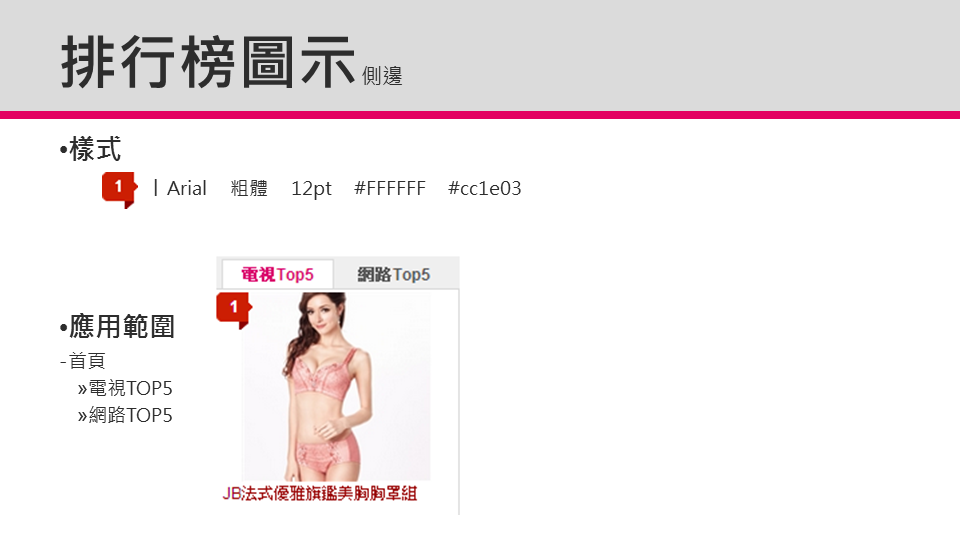 排行榜圖示側邊
•樣式
1 | Arial 粗體 12pt #FFFFFF #cc1e03
電視Top5 網路Top5
1
•應用範圍
-首頁
»電視TOP5
»網路TOP5
JB法式優雅旗鑑美胸胸罩組